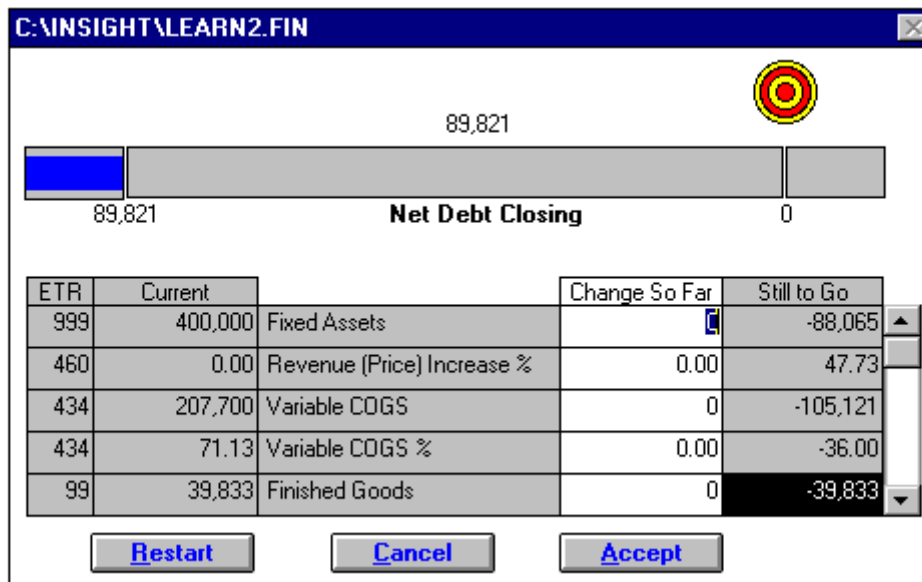 C:\INSIGHT\LEARN2.FIN
89,821
89,821 Net Debt Closing 0
ETR Current Change So Far Still to Go
999 400,000 Fixed Assets 0 -88,065
460 0.00 Revenue (Price) Increase % 0.00 47.73
434 207,700 Variable COGS 0 -105,121
434 71.13 Variable COGS % 0.00 -36.00
99 39,833 Finished Goods 0 -39,833
Restart Cancel Accept